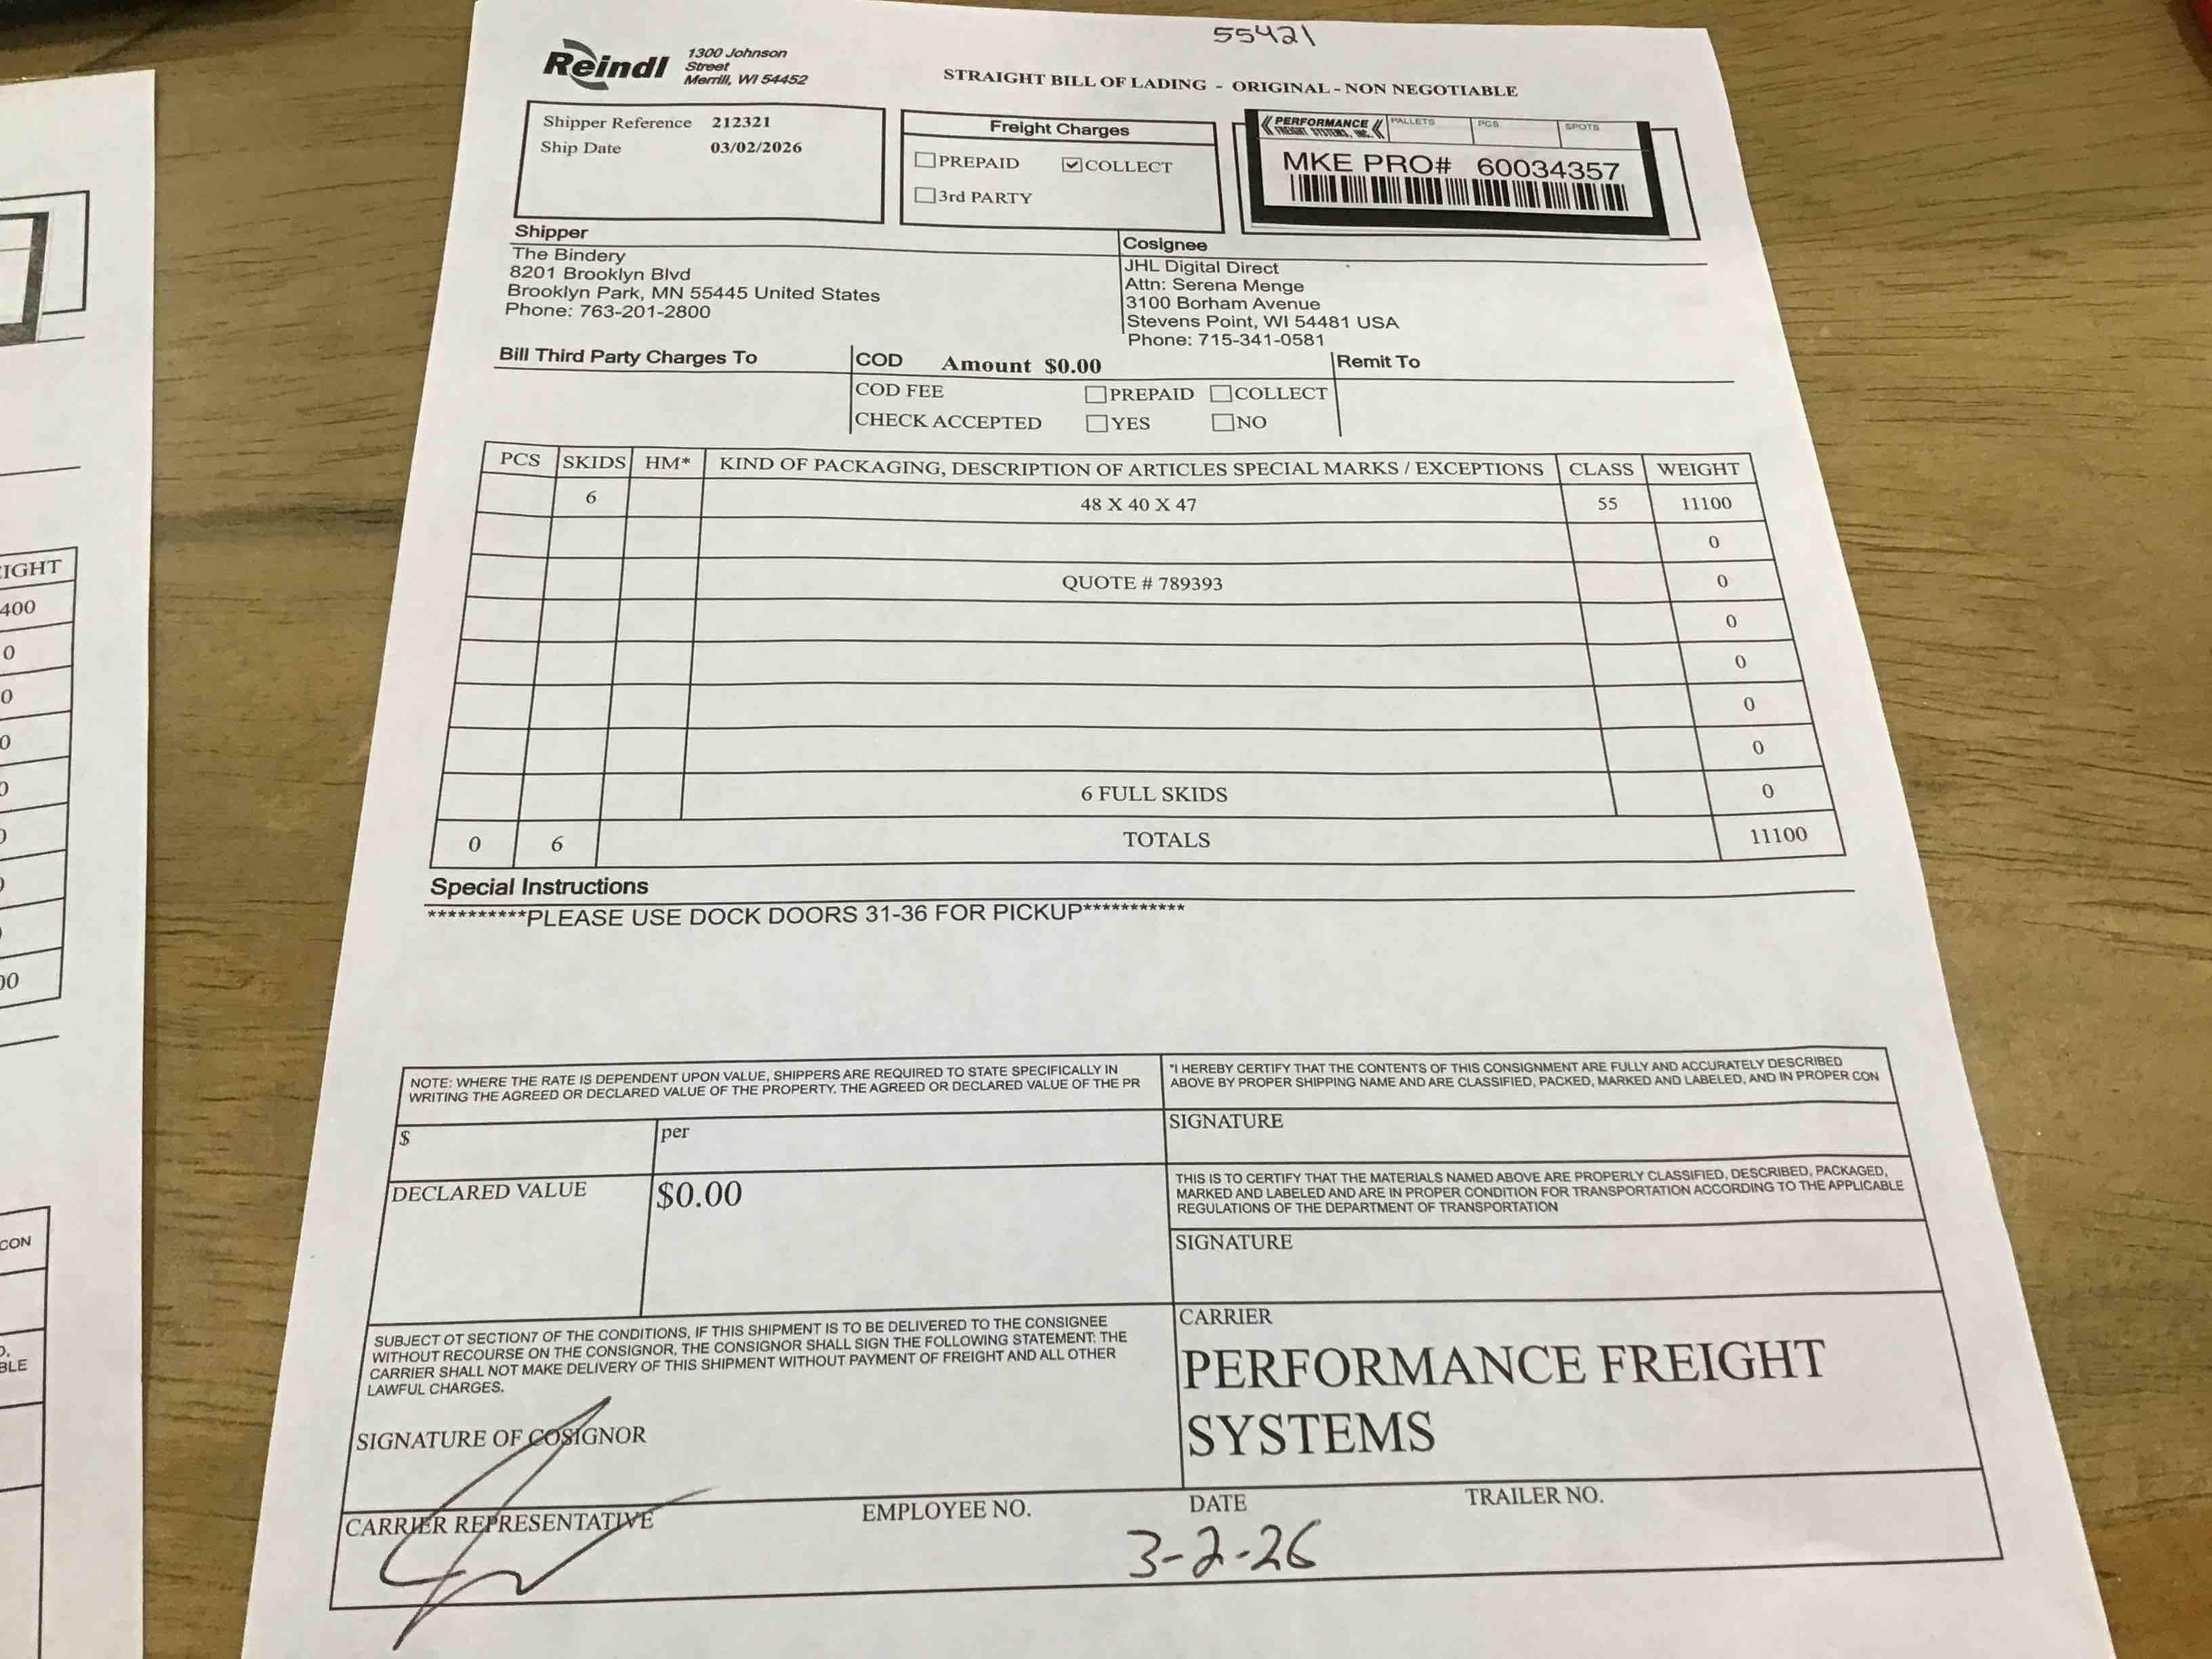 55421
Reindl
1300 Johnson
Street
Merrill, WI 54452
STRAIGHT BILL OF LADING - ORIGINAL - NON NEGOTIABLE
Shipper Reference 212321
Ship Date 03/02/2026
Freight Charges
PREPAID COLLECT
3rd PARTY
PERFORMANCE
FREIGHT SYSTEMS, INC.
PALLETS PCS SPOTS
MKE PRO# 60034357
Shipper
The Bindery
8201 Brooklyn Blvd
Brooklyn Park, MN 55445 United States
Phone: 763-201-2800
Cosignee
JHL Digital Direct
Attn: Serena Menge
3100 Borham Avenue
Stevens Point, WI 54481 USA
Phone: 715-341-0581
Bill Third Party Charges To
COD Amount $0.00
COD FEE PREPAID COLLECT
CHECK ACCEPTED YES NO
Remit To
PCS SKIDS HM* KIND OF PACKAGING, DESCRIPTION OF ARTICLES SPECIAL MARKS / EXCEPTIONS CLASS WEIGHT
6 48 X 40 X 47 55 11100
0
QUOTE # 789393 0
0
0
0
0
6 FULL SKIDS 0
0 6 TOTALS 11100
Special Instructions
**********PLEASE USE DOCK DOORS 31-36 FOR PICKUP***********
NOTE: WHERE THE RATE IS DEPENDENT UPON VALUE, SHIPPERS ARE REQUIRED TO STATE SPECIFICALLY IN
WRITING THE AGREED OR DECLARED VALUE OF THE PROPERTY. THE AGREED OR DECLARED VALUE OF THE PR
$ per
DECLARED VALUE $0.00
"I HEREBY CERTIFY THAT THE CONTENTS OF THIS CONSIGNMENT ARE FULLY AND ACCURATELY DESCRIBED
ABOVE BY PROPER SHIPPING NAME AND ARE CLASSIFIED, PACKED, MARKED AND LABELED, AND IN PROPER CON
SIGNATURE
THIS IS TO CERTIFY THAT THE MATERIALS NAMED ABOVE ARE PROPERLY CLASSIFIED, DESCRIBED, PACKAGED,
MARKED AND LABELED AND ARE IN PROPER CONDITION FOR TRANSPORTATION ACCORDING TO THE APPLICABLE
REGULATIONS OF THE DEPARTMENT OF TRANSPORTATION
SIGNATURE
SUBJECT OT SECTION7 OF THE CONDITIONS, IF THIS SHIPMENT IS TO BE DELIVERED TO THE CONSIGNEE
WITHOUT RECOURSE ON THE CONSIGNOR, THE CONSIGNOR SHALL SIGN THE FOLLOWING STATEMENT: THE
CARRIER SHALL NOT MAKE DELIVERY OF THIS SHIPMENT WITHOUT PAYMENT OF FREIGHT AND ALL OTHER
LAWFUL CHARGES.
SIGNATURE OF COSIGNOR
CARRIER
PERFORMANCE FREIGHT
SYSTEMS
CARRIER REPRESENTATIVE EMPLOYEE NO. DATE TRAILER NO.
3-2-26